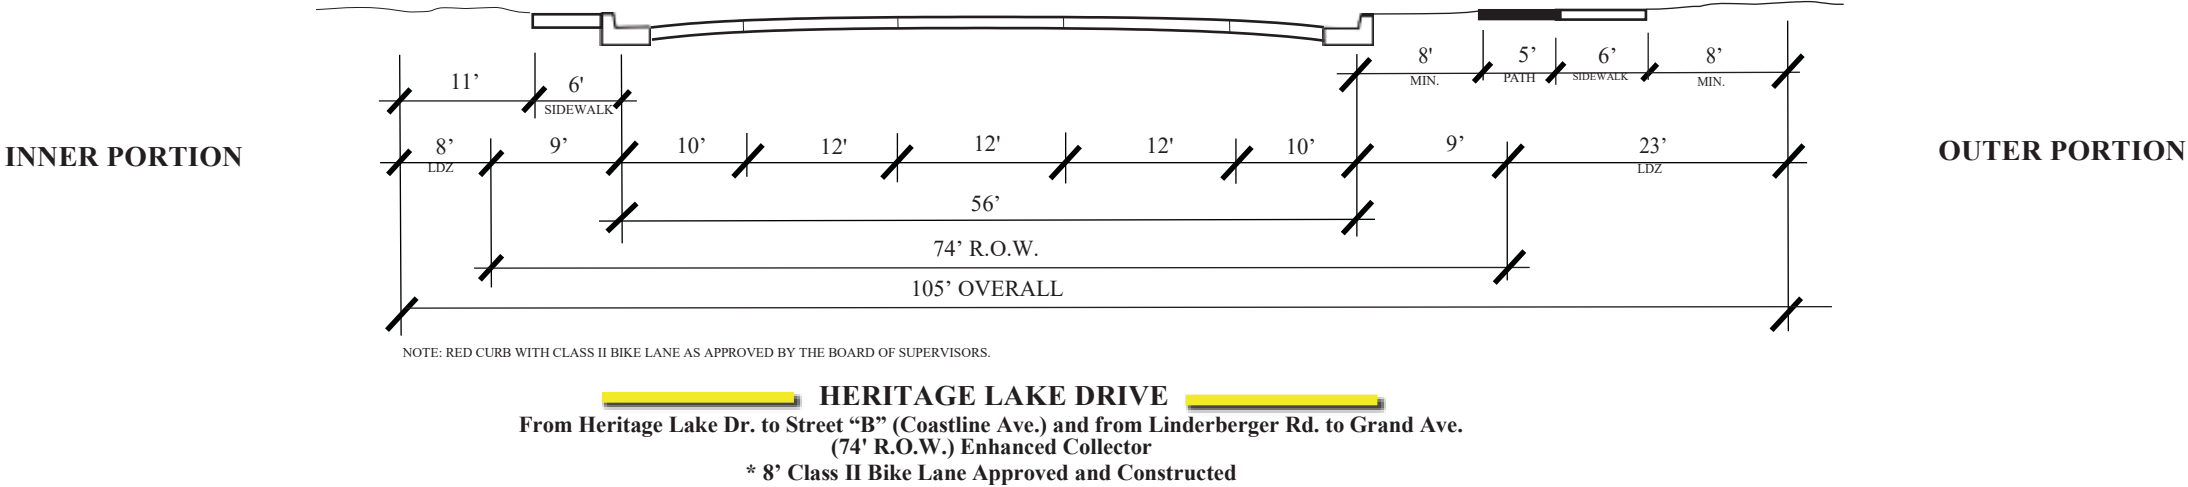 8' 5’ 6’ 8’
MIN. PATH SIDEWALK MIN.
11’ 6'
SIDEWALK
INNER PORTION 8’ 9’ 10’ 12' 12' 12' 10’ 9’ 23’ OUTER PORTION
LDZ LDZ
56’
74’ R.O.W.
105’ OVERALL
NOTE: RED CURB WITH CLASS II BIKE LANE AS APPROVED BY THE BOARD OF SUPERVISORS.
HERITAGE LAKE DRIVE
From Heritage Lake Dr. to Street “B” (Coastline Ave.) and from Linderberger Rd. to Grand Ave.
(74' R.O.W.) Enhanced Collector
* 8’ Class II Bike Lane Approved and Constructed